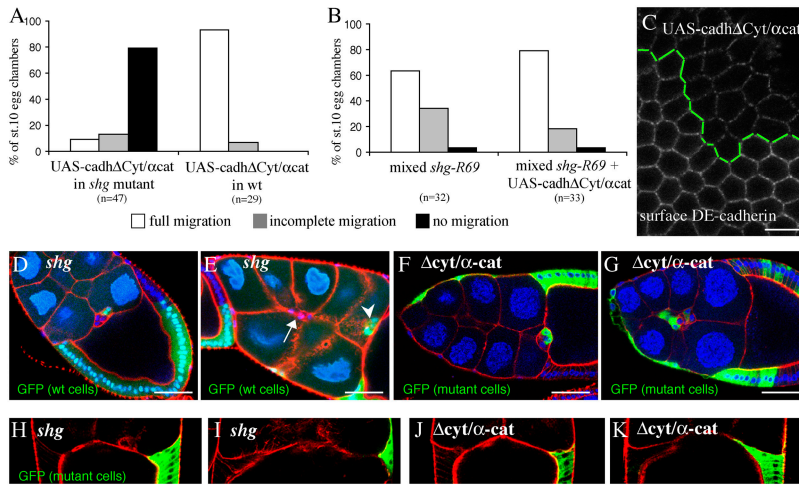 A
% of st.10 egg chambers
100
80
60
40
20
0
UAS-cadhΔCyt/αcat
in shg mutant
(n=47)
UAS-cadhΔCyt/αcat
in wt
(n=29)
B
% of st.10 egg chambers
100
80
60
40
20
0
mixed shg-R69
(n=32)
mixed shg-R69 +
UAS-cadhΔCyt/αcat
(n=33)
full migration
incomplete migration
no migration
C
UAS-cadhΔCyt/αcat
surface DE-cadherin
D
shg
GFP (wt cells)
E
shg
GFP (wt cells)
F
Δcyt/α-cat
GFP (mutant cells)
G
Δcyt/α-cat
GFP (mutant cells)
H
shg
GFP (mutant cells)
I
shg
J
Δcyt/α-cat
K
Δcyt/α-cat